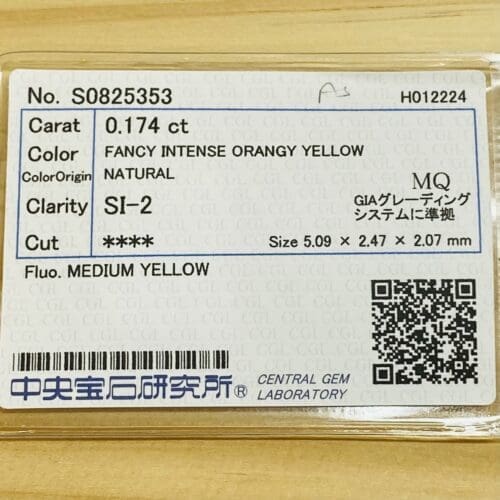 No. S0825353 As H012224
Carat 0.174 ct
Color FANCY INTENSE ORANGY YELLOW
ColorOrigin NATURAL
Clarity SI-2 MQ
GIAグレーディング
システムに準拠
Cut **** Size 5.09 × 2.47 × 2.07 mm
Fluo. MEDIUM YELLOW
中央宝石研究所® CENTRAL GEM
LABORATORY